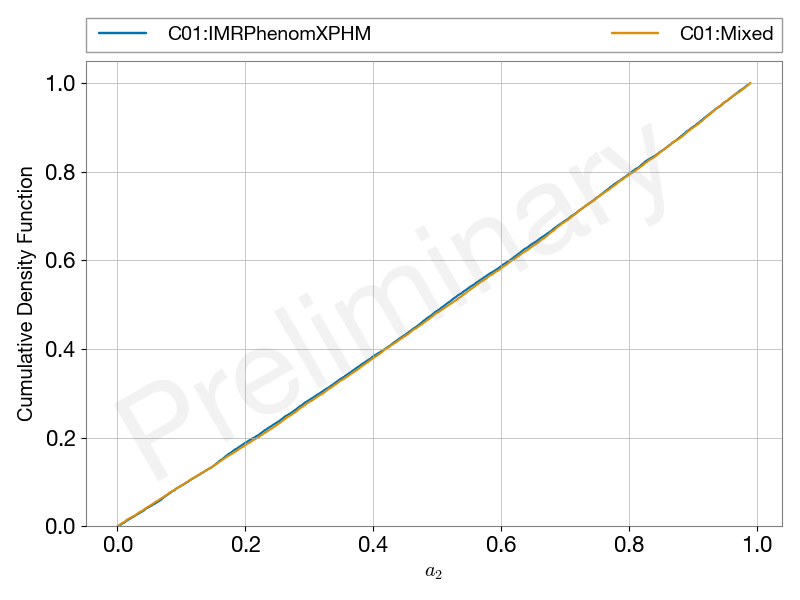 C01:IMRPhenomXPHM C01:Mixed
1.0
0.8
0.6
0.4
0.2
0.0
Cumulative Density Function
Preliminary
0.0 0.2 0.4 0.6 0.8 1.0
a₂